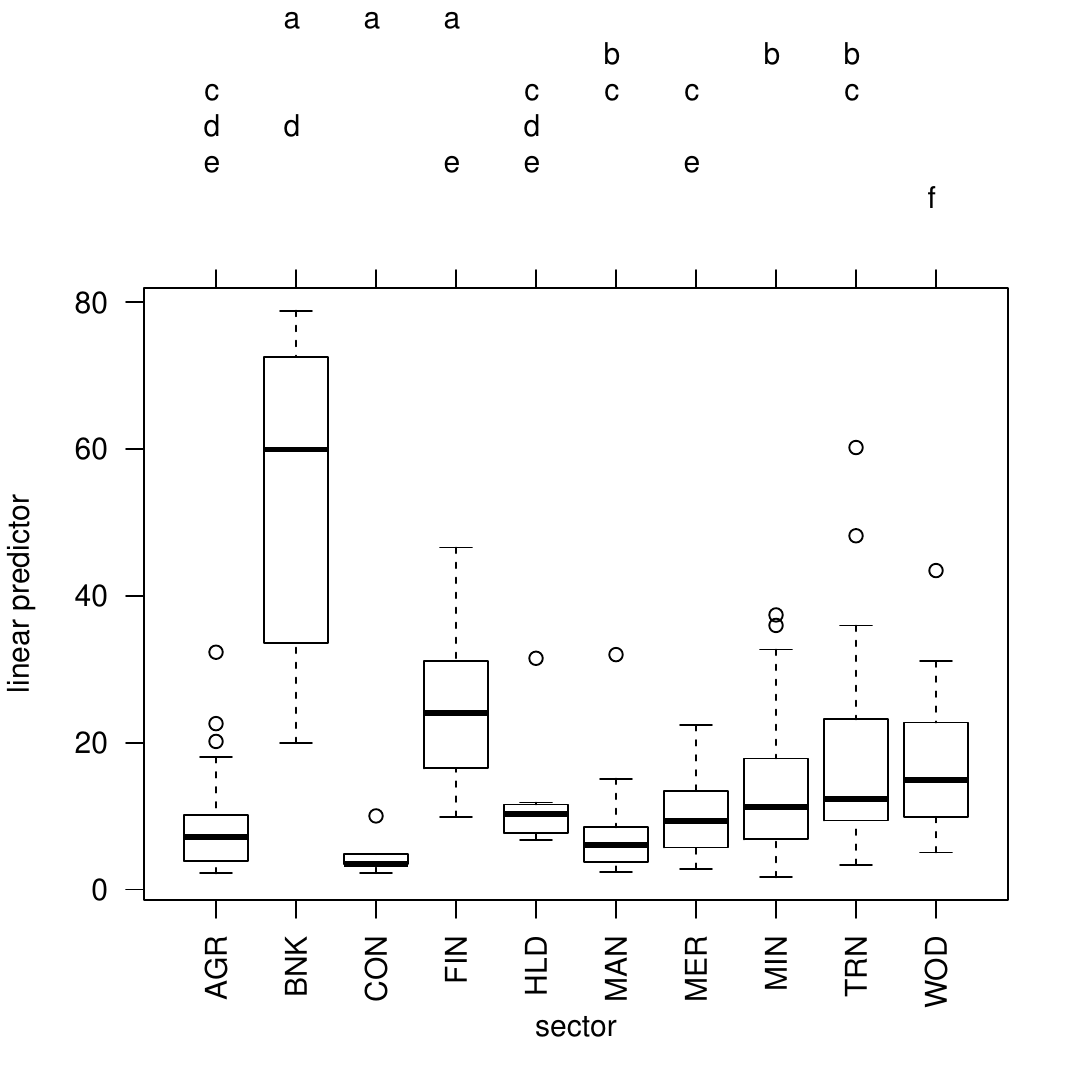 a a a
b b b
c c c c c
d d d
e e e e
f
80
60
40
20
0
linear predictor
AGR BNK CON FIN HLD MAN MER MIN TRN WOD
sector